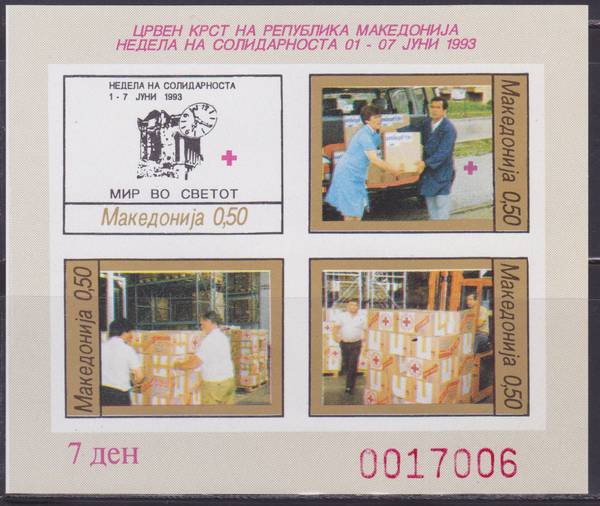 ЦРВЕН КРСТ НА РЕПУБЛИКА МАКЕДОНИЈА
НЕДЕЛА НА СОЛИДАРНОСТА 01 - 07 ЈУНИ 1993
НЕДЕЛА НА СОЛИДАРНОСТА
1 - 7 ЈУНИ 1993
МИР ВО СВЕТОТ
Македонија 0,50
Македонија 0,50
Македонија 0,50
Македонија 0,50
7 ден
0017006